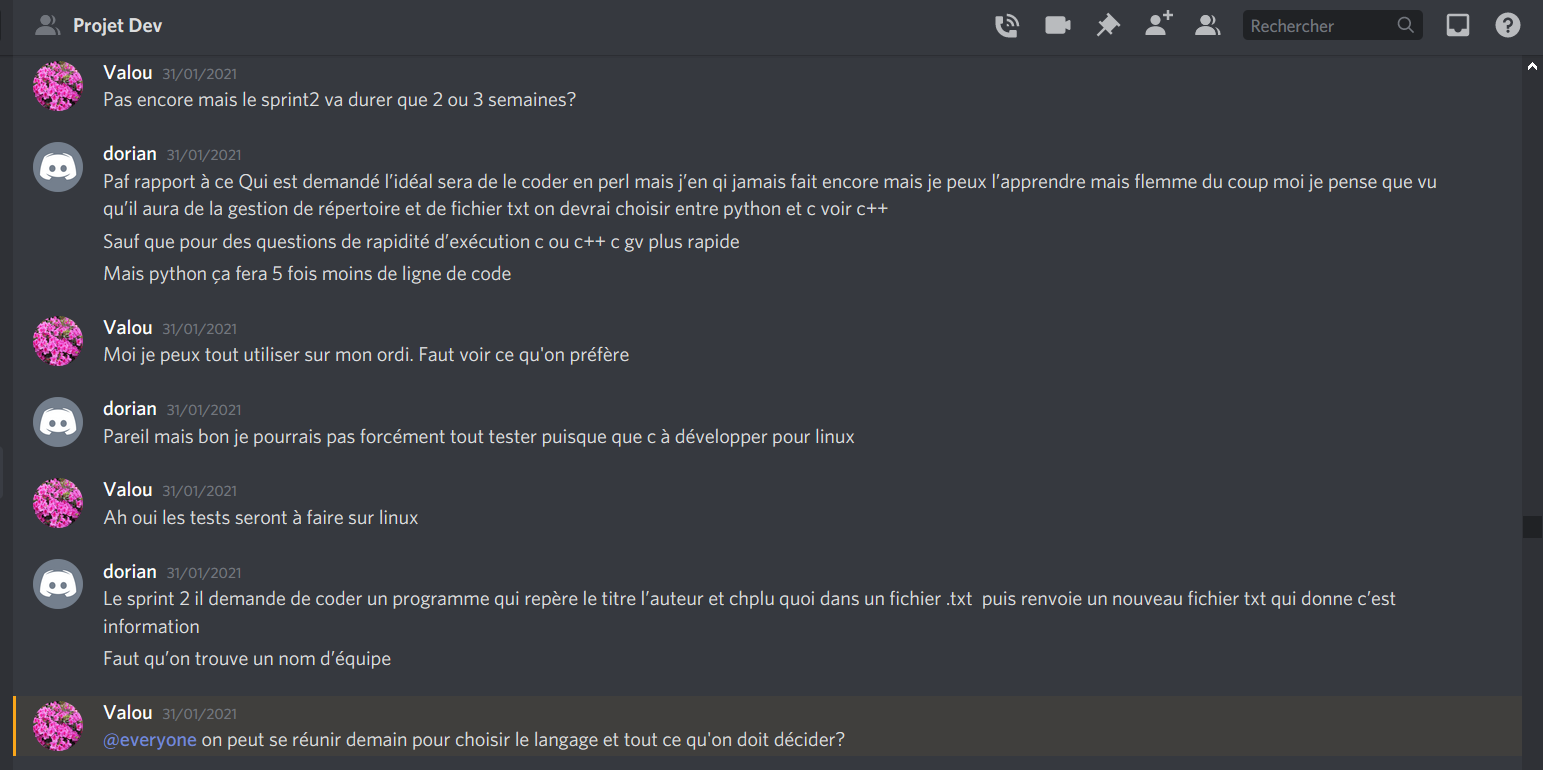 Projet Dev
Rechercher
Valou 31/01/2021
Pas encore mais le sprint2 va durer que 2 ou 3 semaines?
dorian 31/01/2021
Paf rapport à ce Qui est demandé l’idéal sera de le coder en perl mais j’en qi jamais fait encore mais je peux l’apprendre mais flemme du coup moi je pense que vu
qu’il aura de la gestion de répertoire et de fichier txt on devrai choisir entre python et c voir c++
Sauf que pour des questions de rapidité d’exécution c ou c++ c gv plus rapide
Mais python ça fera 5 fois moins de ligne de code
Valou 31/01/2021
Moi je peux tout utiliser sur mon ordi. Faut voir ce qu'on préfère
dorian 31/01/2021
Pareil mais bon je pourrais pas forcément tout tester puisque que c à développer pour linux
Valou 31/01/2021
Ah oui les tests seront à faire sur linux
dorian 31/01/2021
Le sprint 2 il demande de coder un programme qui repère le titre l’auteur et chplu quoi dans un fichier .txt  puis renvoie un nouveau fichier txt qui donne c’est
information
Faut qu’on trouve un nom d’équipe
Valou 31/01/2021
@everyone on peut se réunir demain pour choisir le langage et tout ce qu'on doit décider?